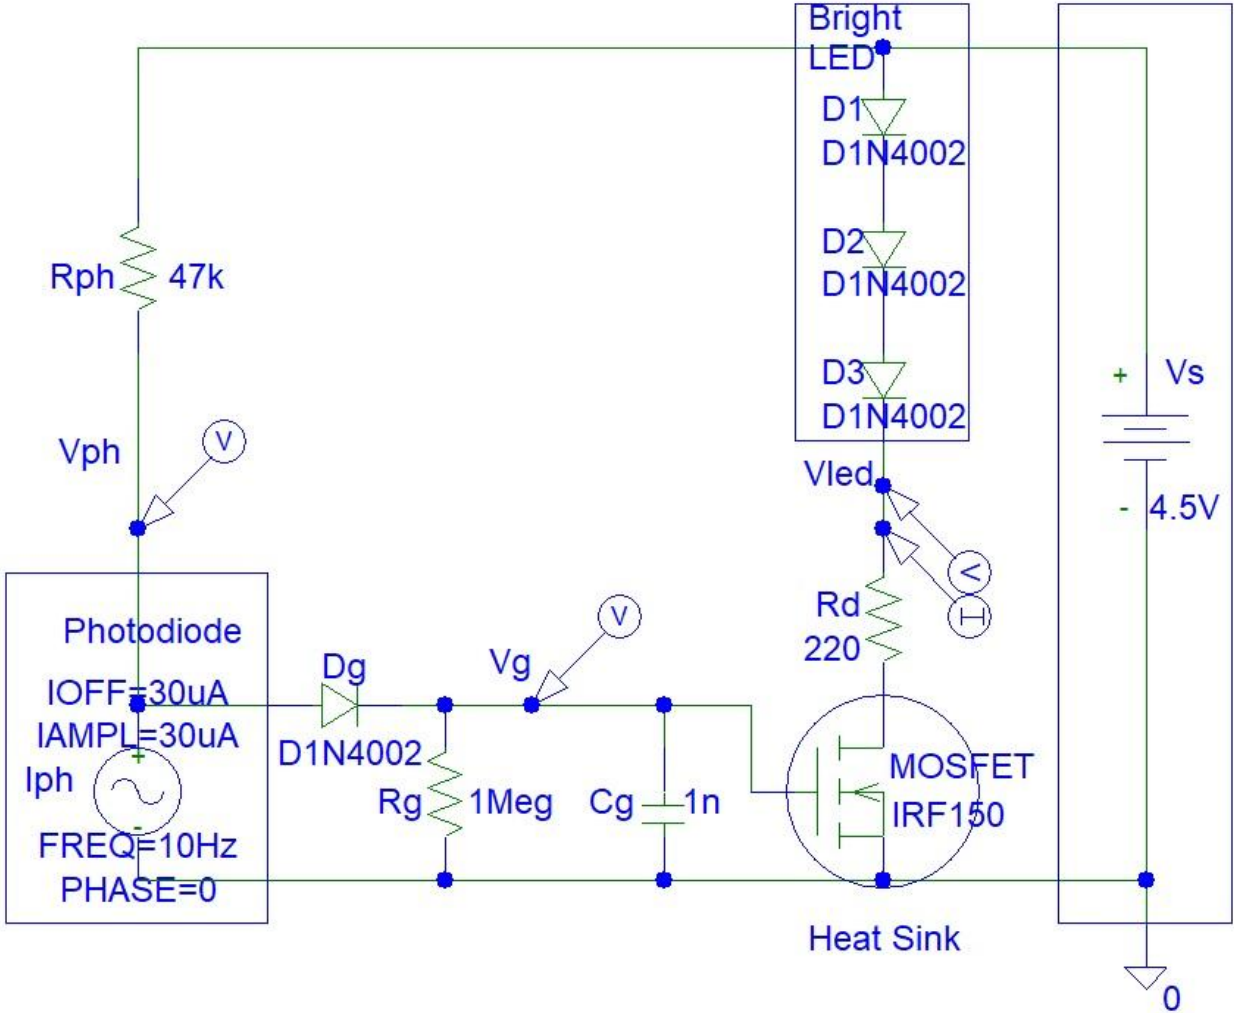 Bright
LED
D1
D1N4002
D2
D1N4002
D3
D1N4002
Rph 47k
+ Vs
- 4.5V
Vph
V
Vled
V
I
Rd
220
Photodiode
IOFF=30uA
IAMPL=30uA
+
Iph
-
FREQ=10Hz
PHASE=0
Dg
D1N4002
Vg
V
Rg 1Meg
Cg 1n
MOSFET
IRF150
Heat Sink
0